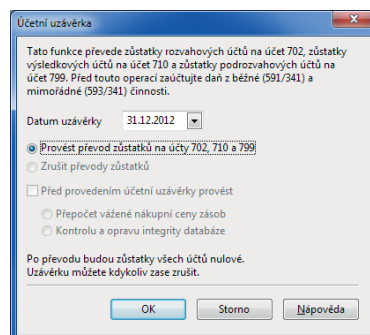 Účetní uzávěrka
Tato funkce převede zůstatky rozvahových účtů na účet 702, zůstatky
výsledkových účtů na účet 710 a zůstatky podrozvahových účtů na
účet 799. Před touto operací zaúčtujte daň z běžné (591/341) a
mimořádné (593/341) činnosti.
Datum uzávěrky 31.12.2012
Provést převod zůstatků na účty 702, 710 a 799
Zrušit převody zůstatků
Před provedením účetní uzávěrky provést
Přepočet vážené nákupní ceny zásob
Kontrolu a opravu integrity databáze
Po převodu budou zůstatky všech účtů nulové.
Uzávěrku můžete kdykoliv zase zrušit.
OK Storno Nápověda